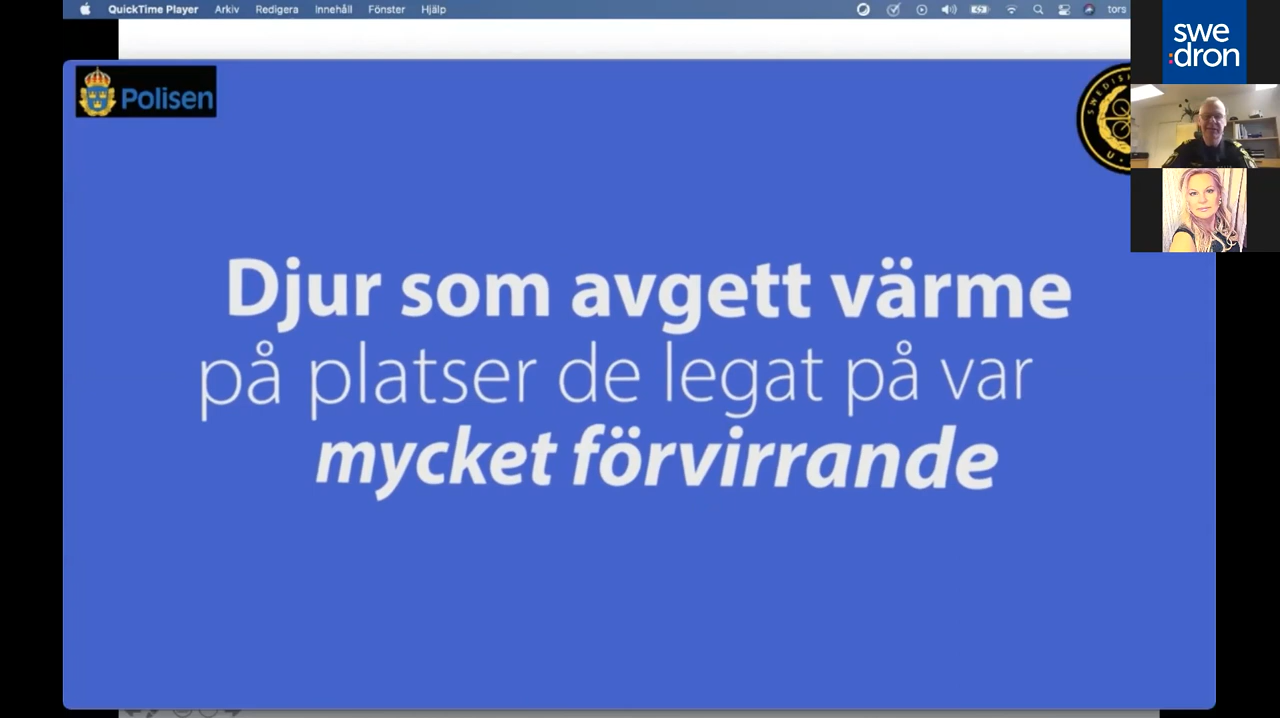 QuickTime Player Arkiv Redigera Innehåll Fönster Hjälp tors
Polisen
swe
:dron
Djur som avgett värme
på platser de legat på var
mycket förvirrande